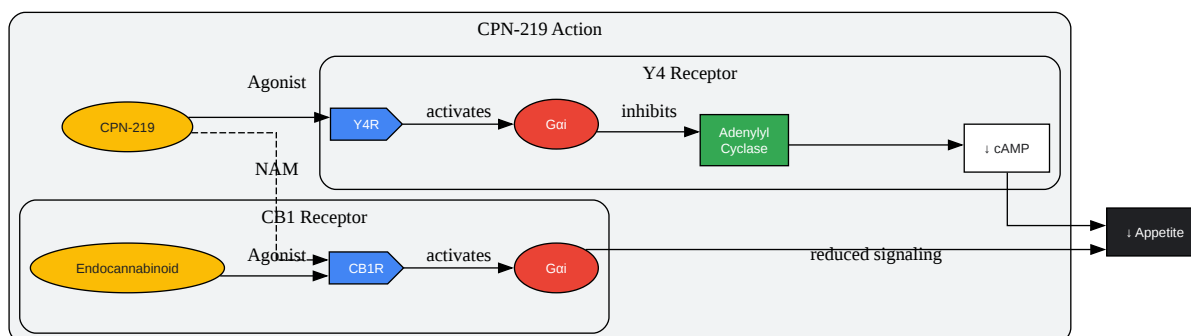 CPN-219 Action
Y4 Receptor
Agonist
CPN-219
Y4R
activates
Gαi
inhibits
Adenylyl
Cyclase
↓ cAMP
NAM
CB1 Receptor
Endocannabinoid
Agonist
CB1R
activates
Gαi
reduced signaling
↓ Appetite